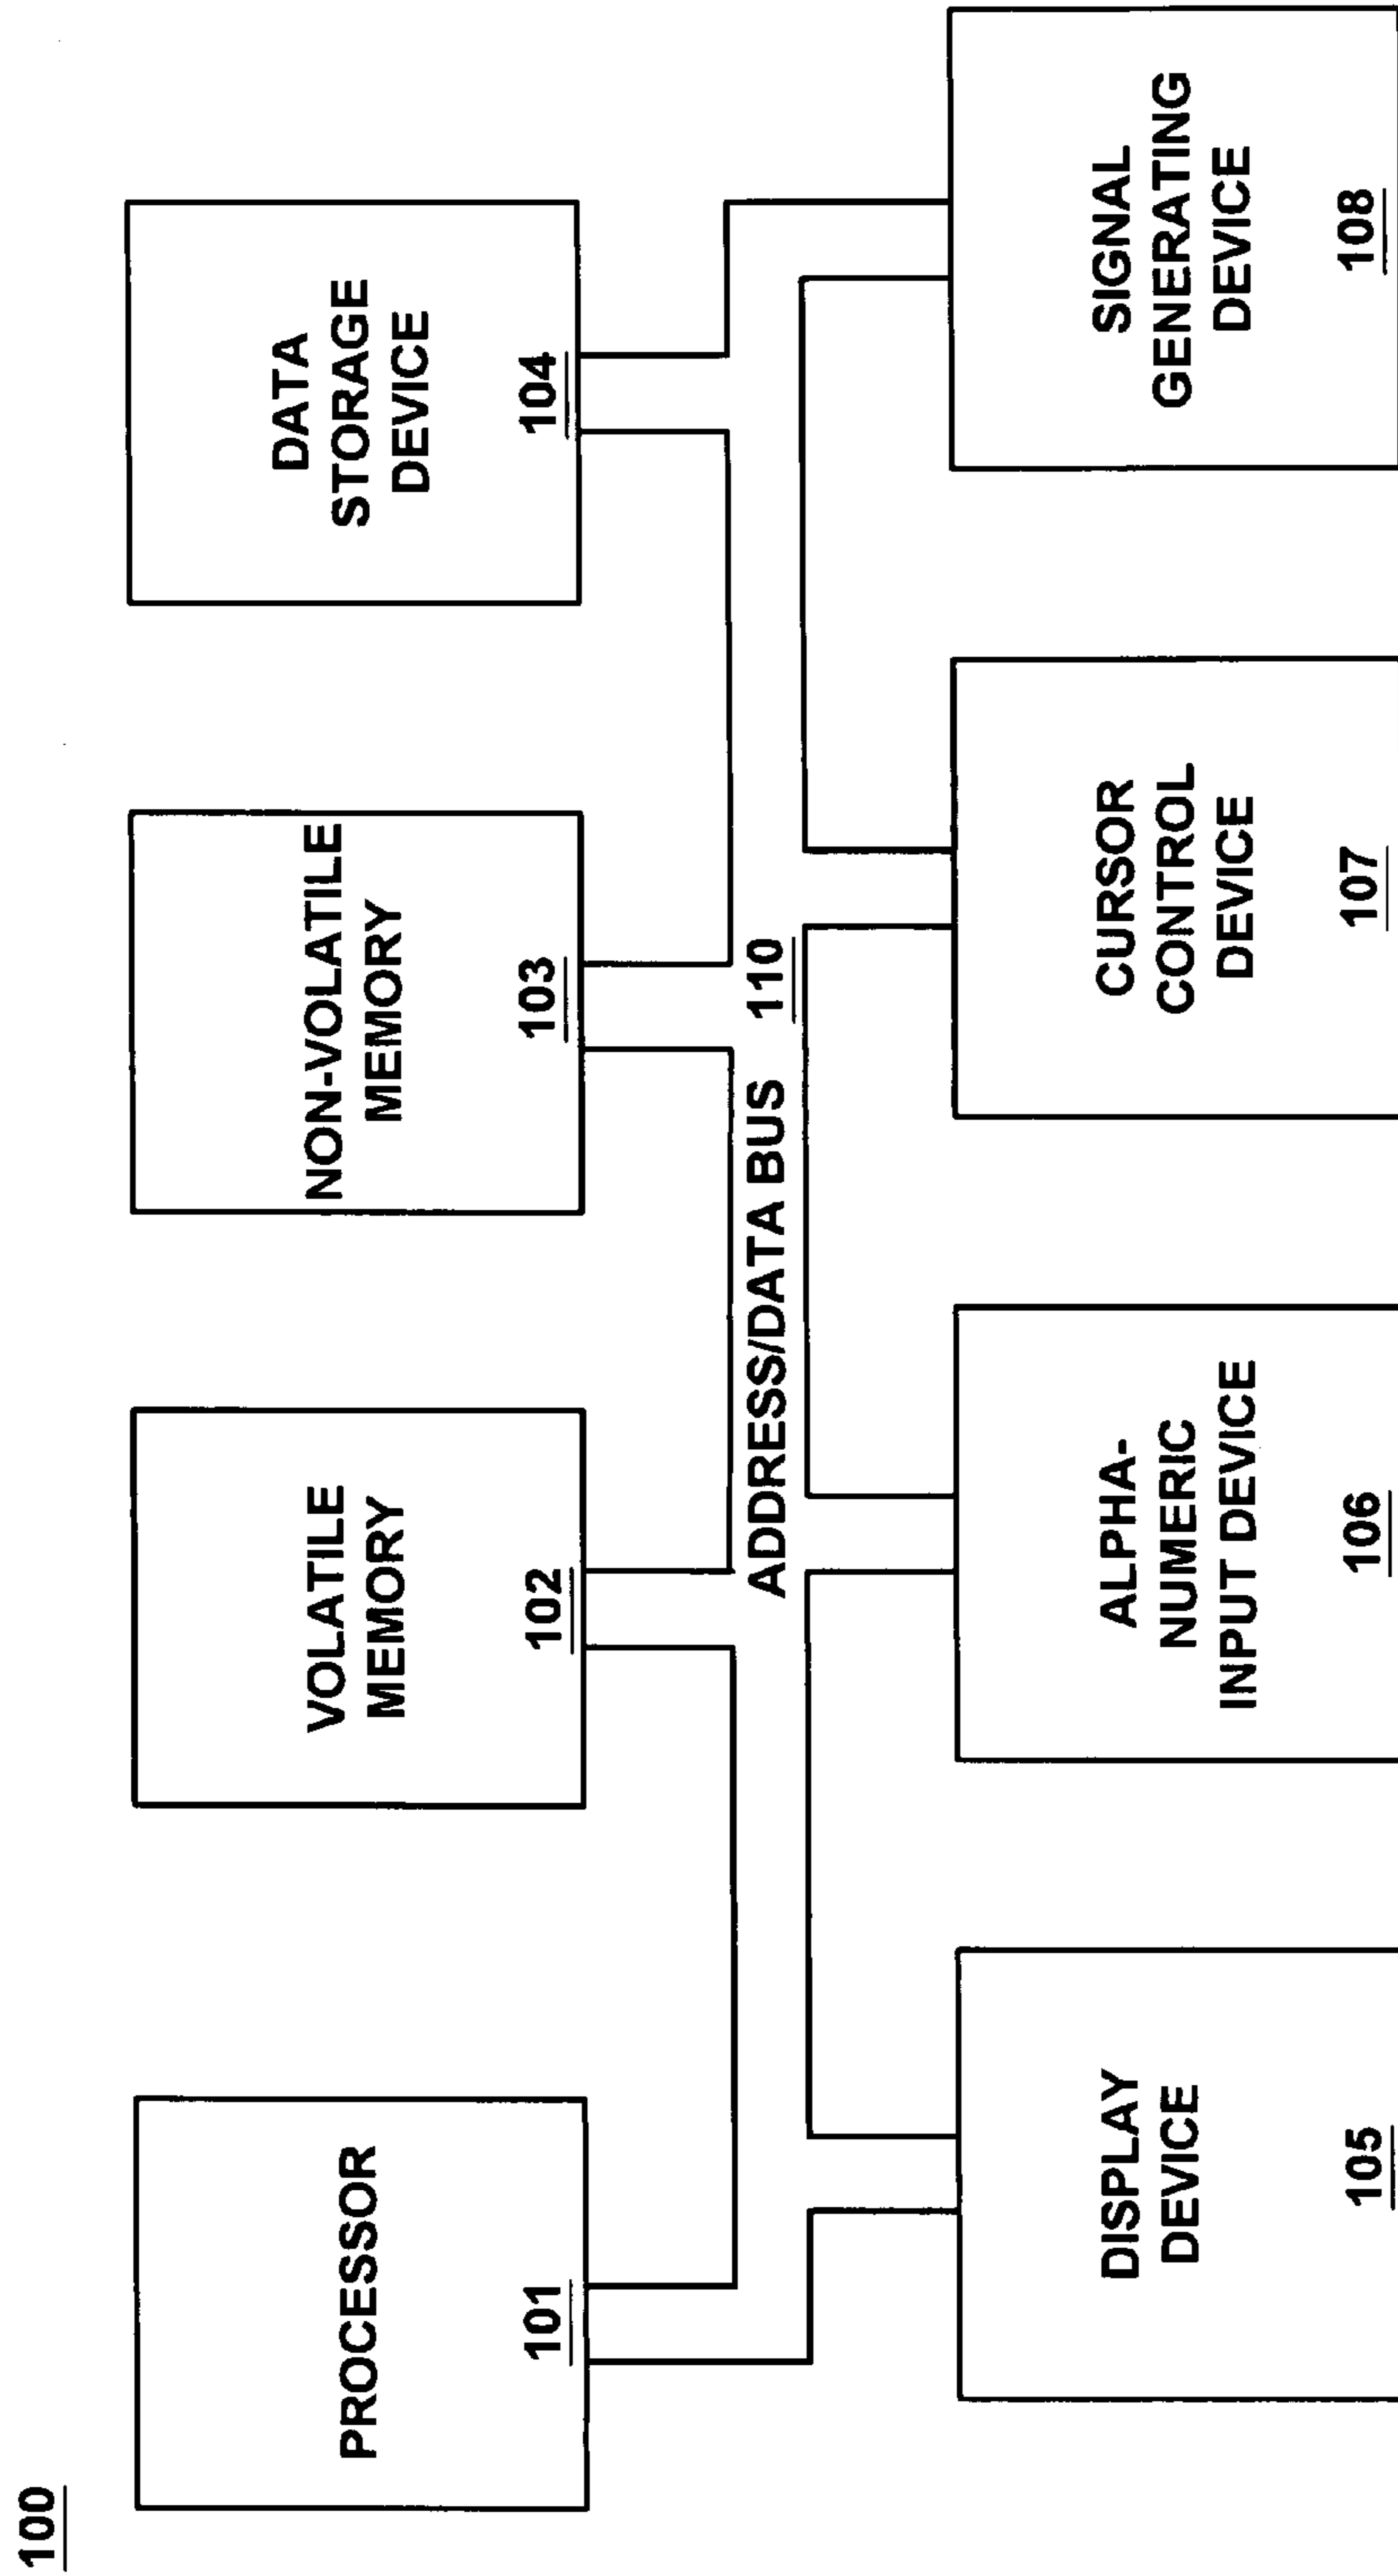 100
PROCESSOR
101
VOLATILE
MEMORY
102
NON-VOLATILE
MEMORY
103
DATA
STORAGE
DEVICE
104
ADDRESS/DATA BUS 110
DISPLAY
DEVICE
105
ALPHA-
NUMERIC
INPUT DEVICE
106
CURSOR
CONTROL
DEVICE
107
SIGNAL
GENERATING
DEVICE
108